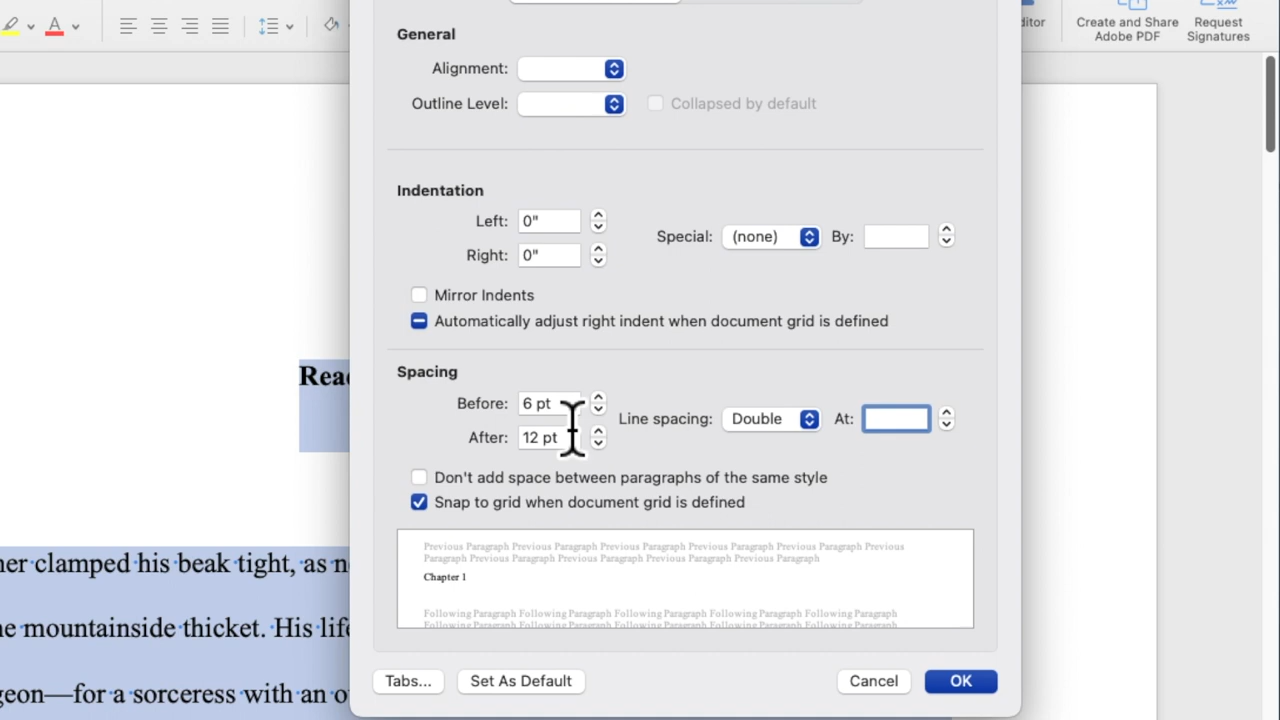 itor
Create and Share
Adobe PDF
Request
Signatures
A
General
Alignment:
Outline Level:
Collapsed by default
Indentation
Left: 0"
Right: 0"
Special: (none) By:
Mirror Indents
Automatically adjust right indent when document grid is defined
Spacing
Before: 6 pt
After: 12 pt
Line spacing: Double At:
Don't add space between paragraphs of the same style
Snap to grid when document grid is defined
Previous Paragraph Previous Paragraph Previous Paragraph Previous Paragraph Previous
Paragraph Previous Paragraph Previous Paragraph Previous Paragraph
Chapter 1
Following Paragraph Following Paragraph Following Paragraph Following Paragraph
Following Paragraph Following Paragraph Following Paragraph Following Paragraph
Tabs...
Set As Default
Cancel
OK
Read
her·clamped·his·beak·tight,·as·n
e·mountainside·thicket.··His·life
geon—for·a·sorceress·with·an·o